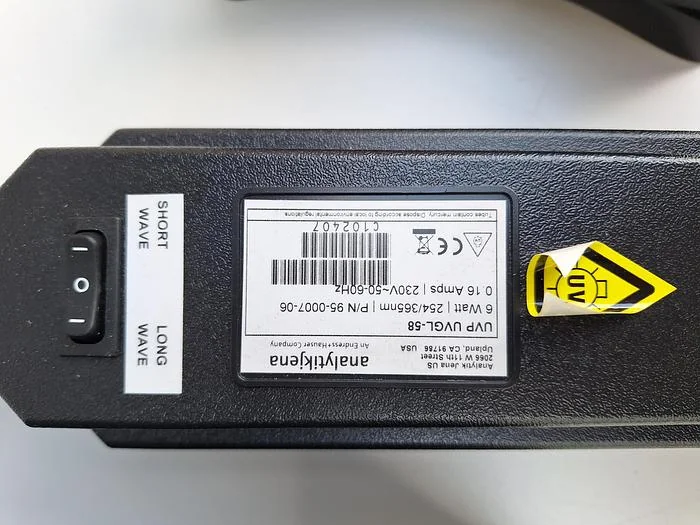 SHORT
WAVE
LONG
WAVE
I
O
I
analytikjena
An Endress+Hauser Company
Analytik Jena US
2066 W 11th Street
Upland, CA 91786 USA
UVP UVGL-58
6 Watt | 254/365nm | P/N 95-0007-06
0.16 Amps | 230V~50-60Hz
CE
C102407
Tubes contain mercury. Dispose according to local environmental regulations
UV